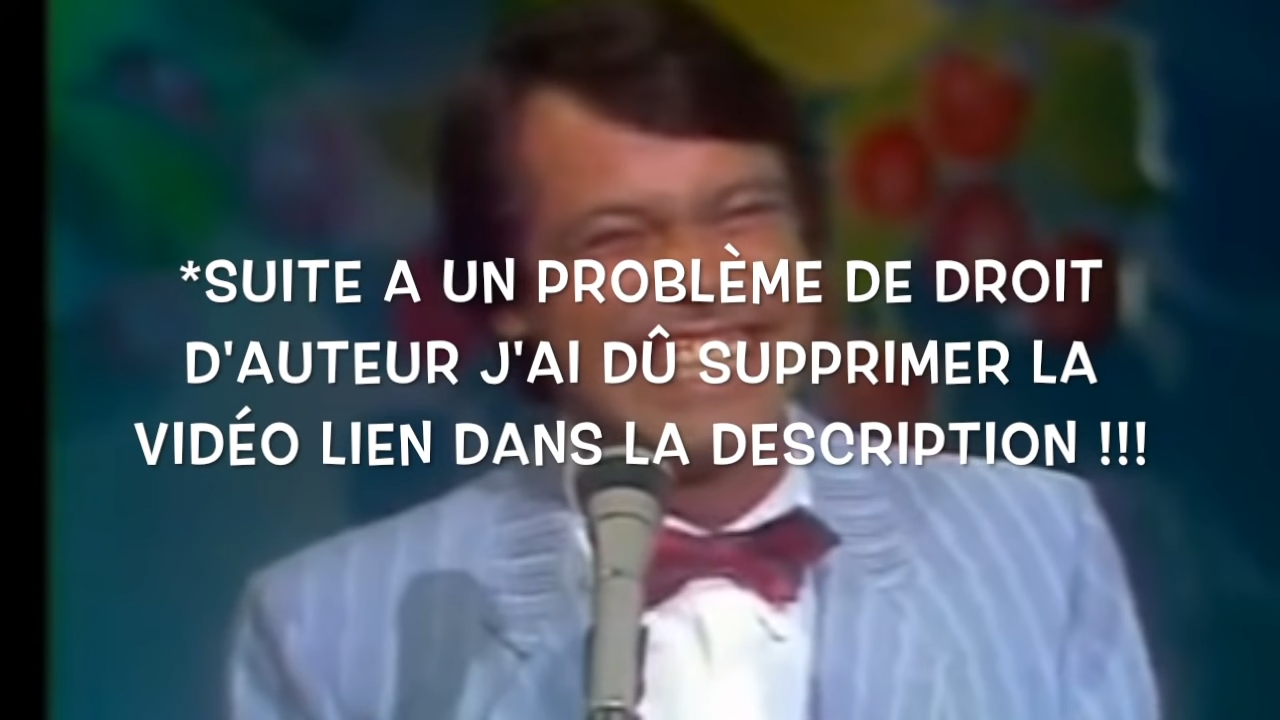 *SUITE A UN PROBLÈME DE DROIT
D'AUTEUR J'AI DÛ SUPPRIMER LA
VIDÉO LIEN DANS LA DESCRIPTION !!!